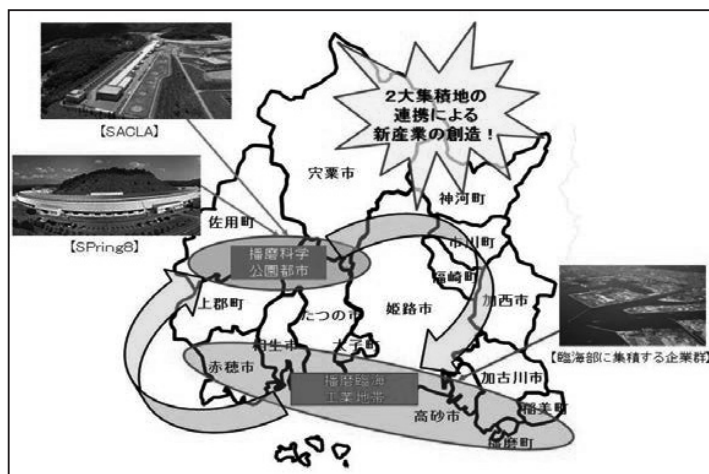 【SACLA】
2大集積地の
連携による
新産業の創造！
宍粟市
神河町
【SPring8】
佐用町
播磨科学
公園都市
市川町
福崎町
上郡町
たつの市
姫路市
加西市
相生市
太子町
【臨海部に集積する企業群】
赤穂市
播磨臨海
工業地帯
加古川市
高砂市
稲美町
播磨町